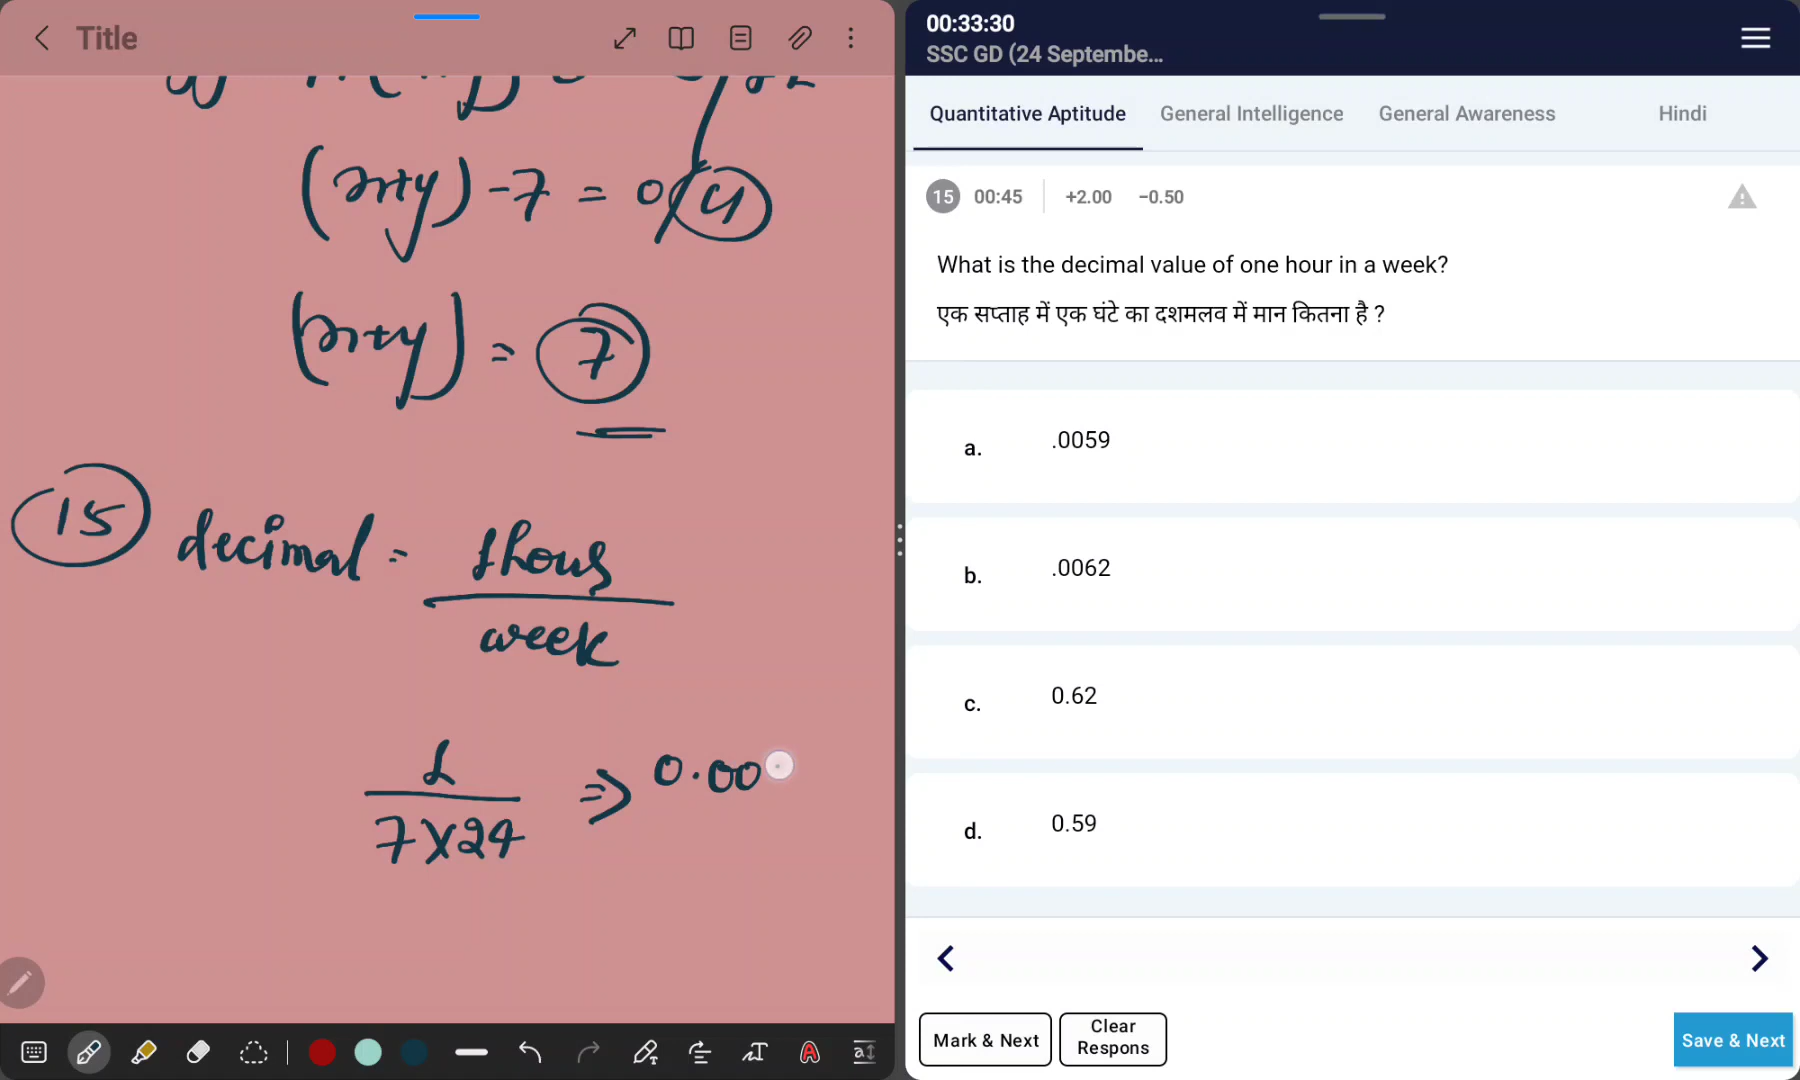 Title
(x+y) -7 = 0/4
(x+y) = 7
15 decimal = 1hour
week
1
7×24 => 0.00
00:33:30
SSC GD (24 Septembe...
Quantitative Aptitude General Intelligence General Awareness Hindi
15 00:45 +2.00 −0.50
What is the decimal value of one hour in a week?
एक सप्ताह में एक घंटे का दशमलव में मान कितना है ?
a. .0059
b. .0062
c. 0.62
d. 0.59
Mark & Next
Clear
Respons
Save & Next